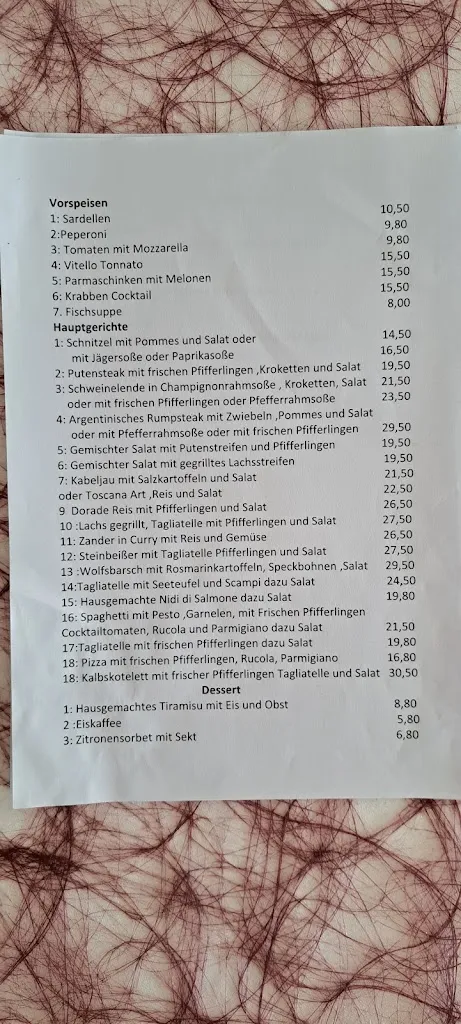 Vorspeisen
1: Sardellen 10,50
2:Peperoni 9,80
3: Tomaten mit Mozzarella 9,80
4: Vitello Tonnato 15,50
5: Parmaschinken mit Melonen 15,50
6: Krabben Cocktail 15,50
7. Fischsuppe 8,00
Hauptgerichte
1: Schnitzel mit Pommes und Salat oder 14,50
mit Jägersoße oder Paprikasoße 16,50
2: Putensteak mit frischen Pfifferlingen ,Kroketten und Salat 19,50
3: Schweinelende in Champignonrahmsoße , Kroketten, Salat 21,50
oder mit frischen Pfifferlingen oder Pfefferrahmsoße 23,50
4: Argentinisches Rumpsteak mit Zwiebeln ,Pommes und Salat
oder mit Pfefferrahmsoße oder mit frischen Pfifferlingen 29,50
5: Gemischter Salat mit Putenstreifen und Pfifferlingen 19,50
6: Gemischter Salat mit gegrilltes Lachsstreifen 19,50
7: Kabeljau mit Salzkartoffeln und Salat 21,50
oder Toscana Art ,Reis und Salat 22,50
9 Dorade Reis mit Pfifferlingen und Salat 26,50
10 :Lachs gegrillt, Tagliatelle mit Pfifferlingen und Salat 27,50
11: Zander in Curry mit Reis und Gemüse 26,50
12: Steinbeißer mit Tagliatelle Pfifferlingen und Salat 27,50
13 :Wolfsbarsch mit Rosmarinkartoffeln, Speckbohnen ,Salat 29,50
14:Tagliatelle mit Seeteufel und Scampi dazu Salat 24,50
15: Hausgemachte Nidi di Salmone dazu Salat 19,80
16: Spaghetti mit Pesto ,Garnelen, mit Frischen Pfifferlingen
Cocktailtomaten, Rucola und Parmigiano dazu Salat 21,50
17:Tagliatelle mit frischen Pfifferlingen dazu Salat 19,80
18: Pizza mit frischen Pfifferlingen, Rucola, Parmigiano 16,80
18: Kalbskotelett mit frischer Pfifferlingen Tagliatelle und Salat 30,50
Dessert
1: Hausgemachtes Tiramisu mit Eis und Obst 8,80
2 :Eiskaffee 5,80
3: Zitronensorbet mit Sekt 6,80